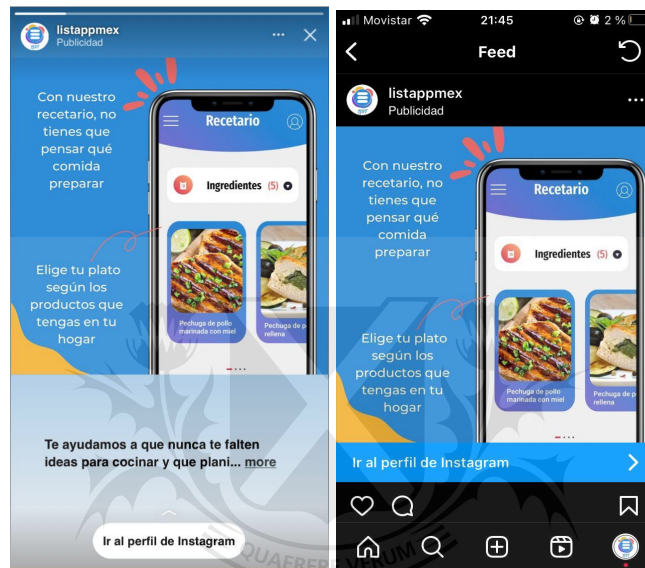 listappmex
Publicidad
Con nuestro
recetario, no
tienes que
pensar qué
comida
preparar
Recetario
Ingredientes (5)
Elige tu plato
según los
productos que
tengas en tu
hogar
Pechuga de pollo
marinada con miel
Pechuga de p
rellena
Te ayudamos a que nunca te falten
ideas para cocinar y que plani... more
Ir al perfil de Instagram
Movistar 21:45 2 %
Feed
listappmex
Publicidad
Con nuestro
recetario, no
tienes que
pensar qué
comida
preparar
Recetario
Ingredientes (5)
Elige tu plato
según los
productos que
tengas en tu
hogar
Pechuga de pollo
marinada con miel
Pechuga de p
rellena
Ir al perfil de Instagram
QUAERERE VERUM